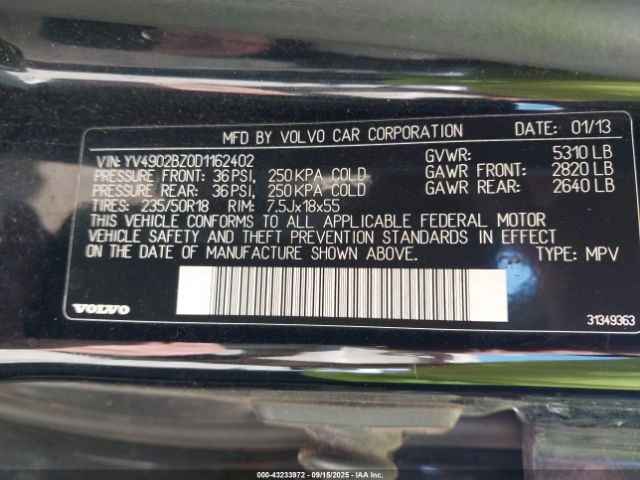 MFD BY VOLVO CAR CORPORATION DATE: 01/13
VIN: YV4902BZ0D1162402 GVWR: 5310 LB
PRESSURE FRONT: 36 PSI, 250 KPA COLD GAWR FRONT: 2820 LB
PRESSURE REAR: 36 PSI, 250 KPA COLD GAWR REAR: 2640 LB
TIRES: 235/50R18 RIM: 7.5Jx18x55
THIS VEHICLE CONFORMS TO ALL APPLICABLE FEDERAL MOTOR
VEHICLE SAFETY AND THEFT PREVENTION STANDARDS IN EFFECT
ON THE DATE OF MANUFACTURE SHOWN ABOVE. TYPE: MPV
VOLVO 31349363
000-43233972 - 09/15/2025 - IAAI, Inc.